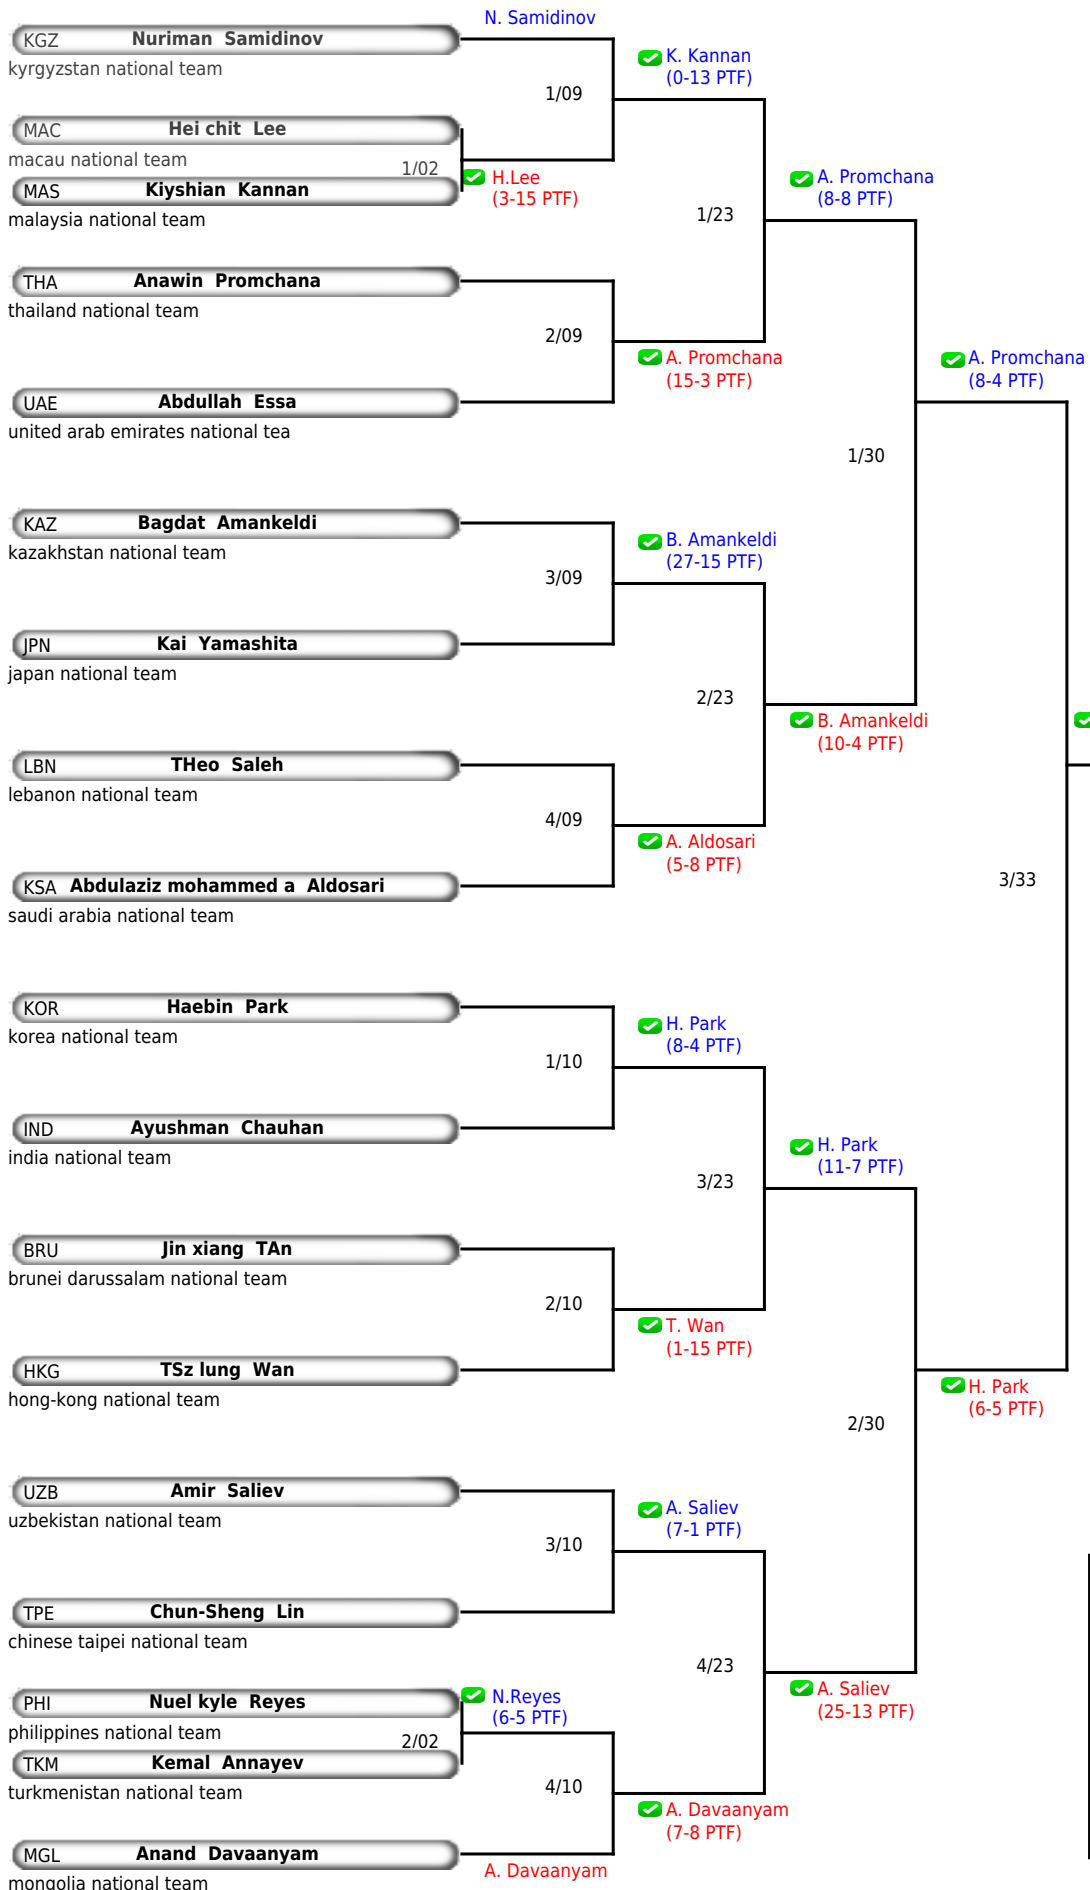 N. Samidinov
KGZ Nuriman Samidinov
kyrgyzstan national team
K. Kannan
(0-13 PTF)
1/09
MAC Hei chit Lee
macau national team
1/02
H.Lee
(3-15 PTF)
MAS Kiyshian Kannan
malaysia national team
A. Promchana
(8-8 PTF)
1/23
THA Anawin Promchana
thailand national team
2/09
A. Promchana
(15-3 PTF)
A. Promchana
(8-4 PTF)
UAE Abdullah Essa
united arab emirates national tea
1/30
KAZ Bagdat Amankeldi
kazakhstan national team
B. Amankeldi
(27-15 PTF)
3/09
JPN Kai Yamashita
japan national team
2/23
B. Amankeldi
(10-4 PTF)
LBN THeo Saleh
lebanon national team
4/09
A. Aldosari
(5-8 PTF)
KSA Abdulaziz mohammed a Aldosari
saudi arabia national team
3/33
KOR Haebin Park
korea national team
H. Park
(8-4 PTF)
1/10
IND Ayushman Chauhan
india national team
H. Park
(11-7 PTF)
3/23
BRU Jin xiang TAn
brunei darussalam national team
2/10
T. Wan
(1-15 PTF)
HKG TSz lung Wan
hong-kong national team
H. Park
(6-5 PTF)
2/30
UZB Amir Saliev
uzbekistan national team
A. Saliev
(7-1 PTF)
3/10
TPE Chun-Sheng Lin
chinese taipei national team
4/23
A. Saliev
(25-13 PTF)
PHI Nuel kyle Reyes
philippines national team
N.Reyes
(6-5 PTF)
2/02
TKM Kemal Annayev
turkmenistan national team
4/10
A. Davaanyam
(7-8 PTF)
MGL Anand Davaanyam
mongolia national team
A. Davaanyam